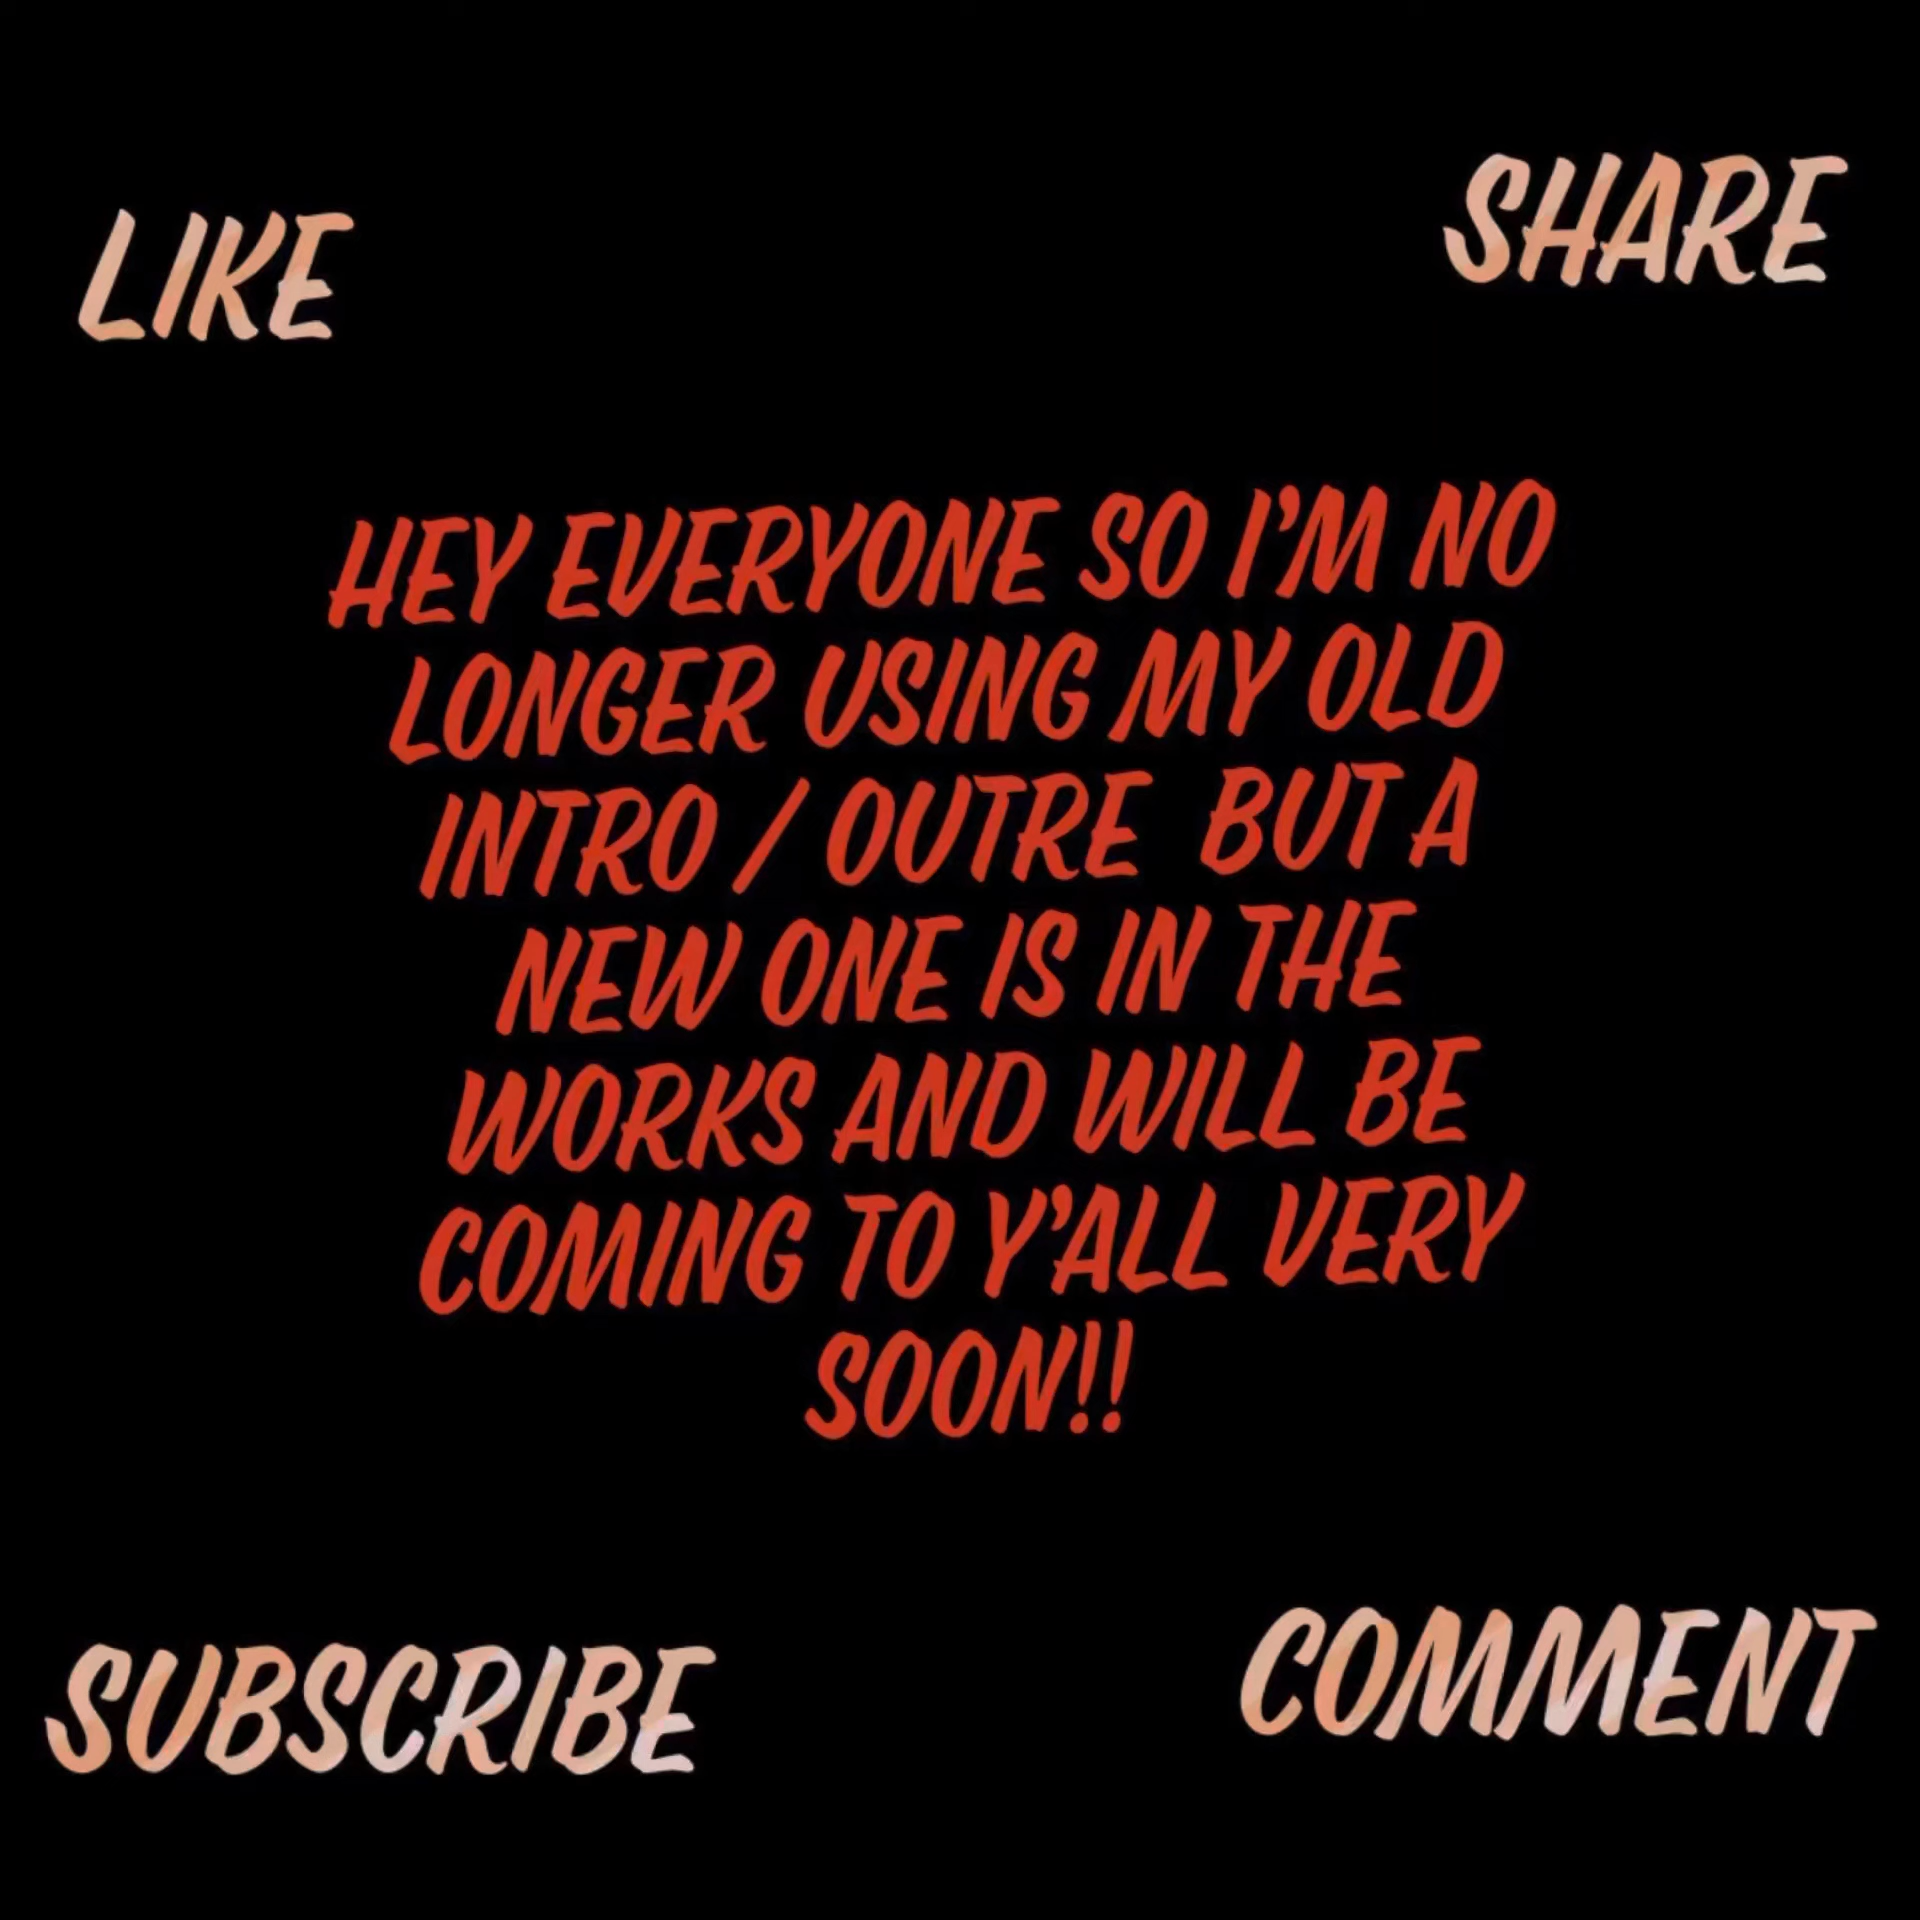 LIKE
SHARE
HEY EVERYONE SO I'M NO
LONGER USING MY OLD
INTRO / OUTRE BUT A
NEW ONE IS IN THE
WORKS AND WILL BE
COMING TO Y'ALL VERY
SOON!!
SUBSCRIBE
COMMENT